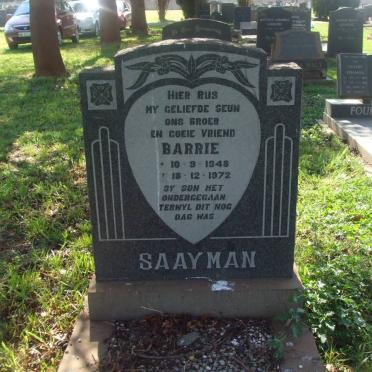 HIER RUS
MY GELIEFDE SEUN
ONS BROER
EN GOEIE VRIEND
BARRIE
* 10-9-1948
† 18-12-1972
SY SON HET
ONDERGEGAAN
TERWYL DIT NOG
DAG WAS
SAAYMAN
FOU